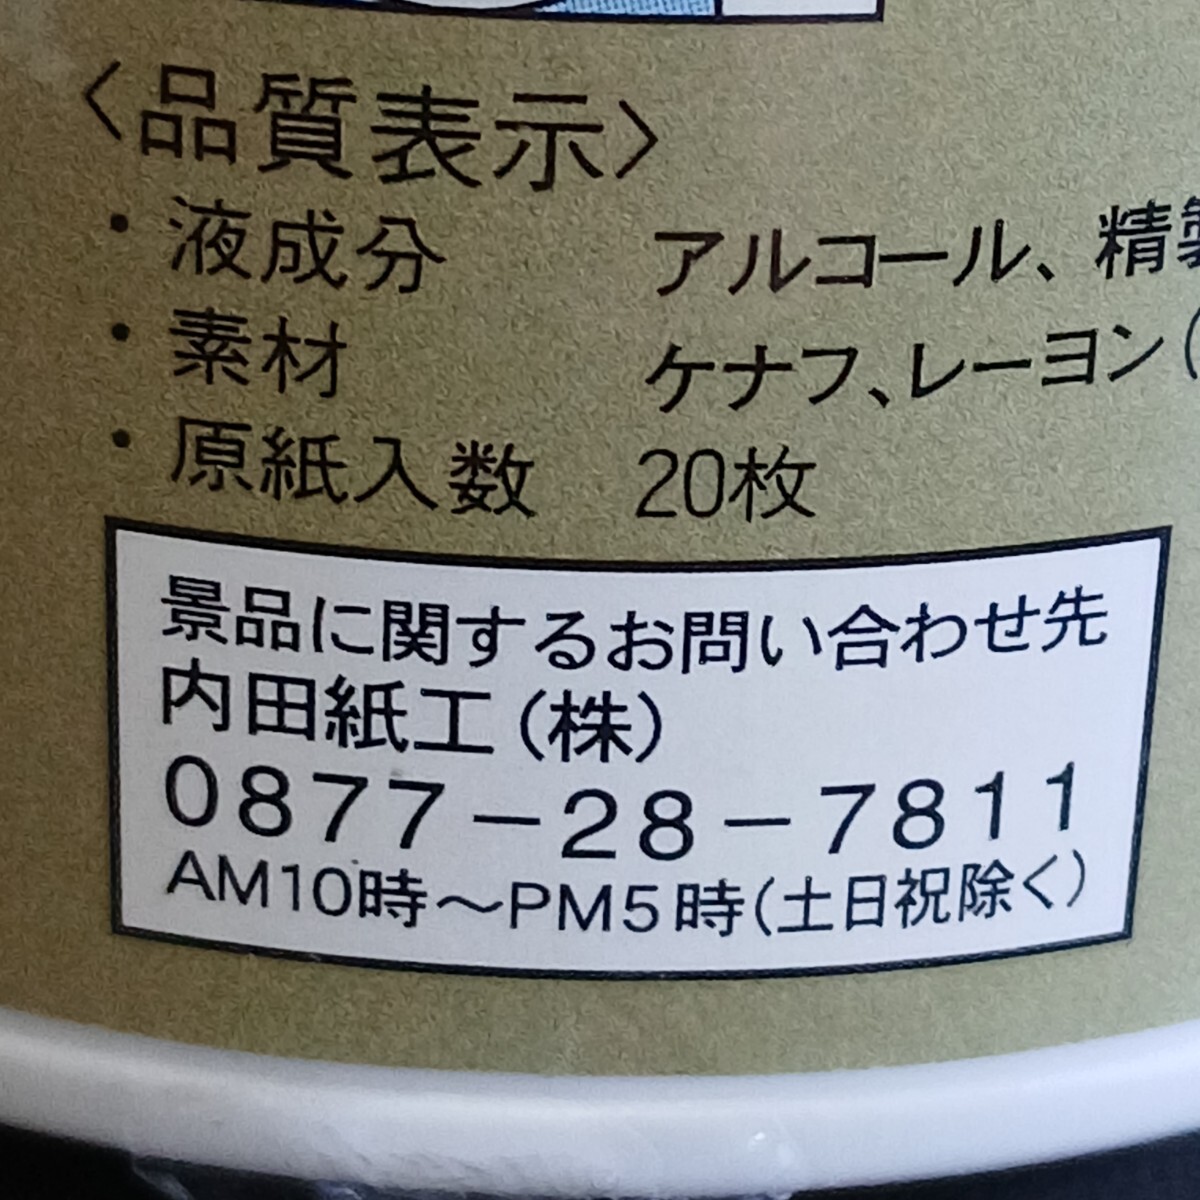 〈品質表示〉
・液成分　アルコール、精製
・素材　ケナフ、レーヨン(
・原紙入数　20枚
景品に関するお問い合わせ先
内田紙工(株)
0877-28-7811
AM10時～PM5時(土日祝除く)